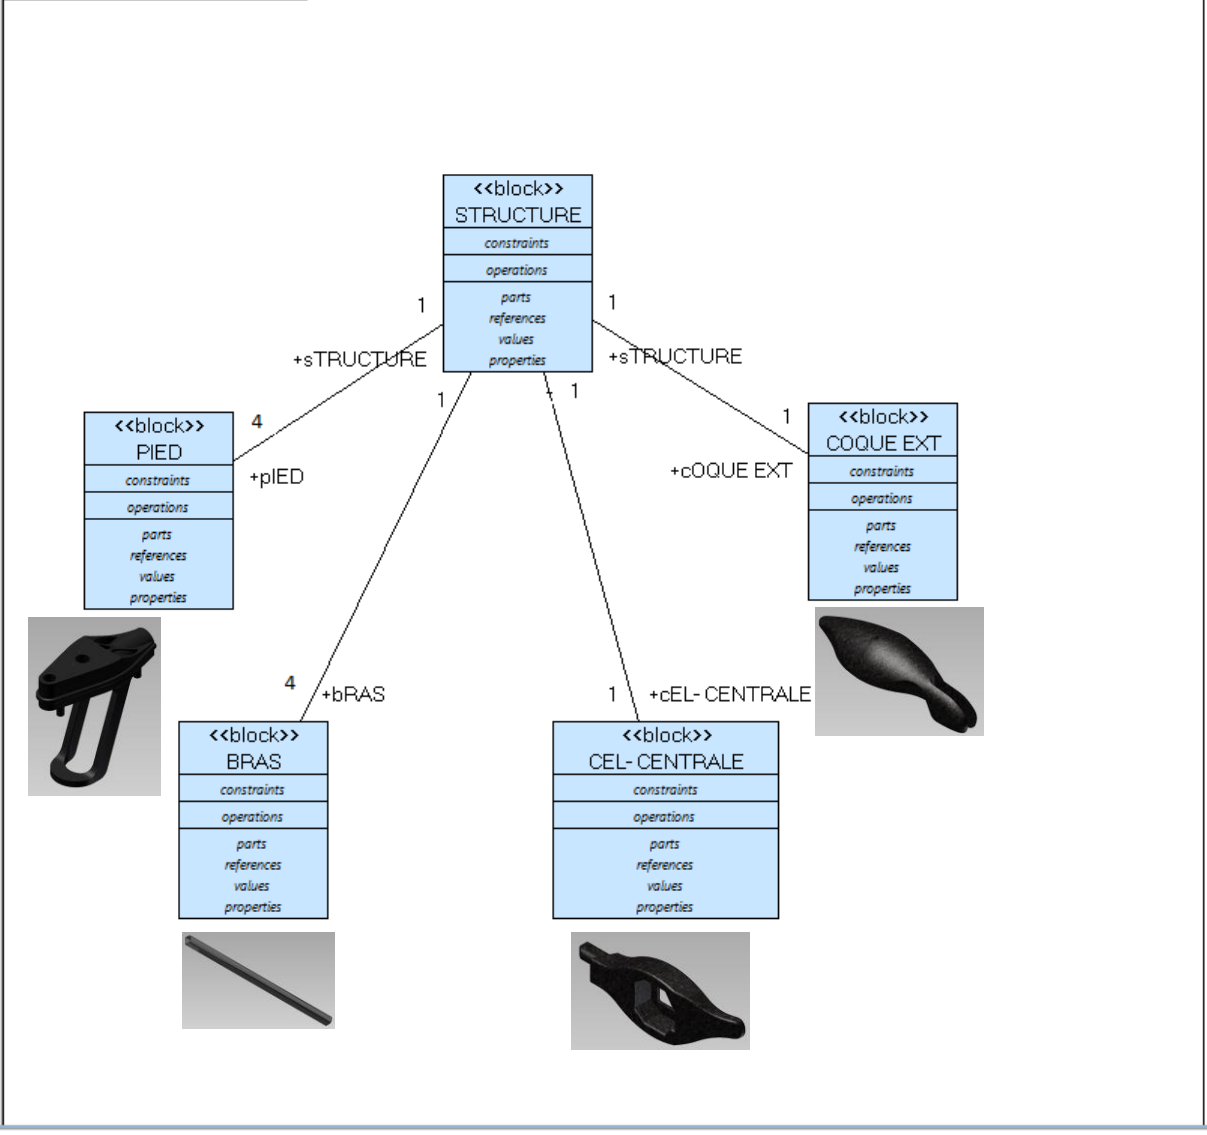 <<block>>
STRUCTURE
constraints
operations
parts
references
values
properties
1
+sTRUCTURE
4
+pIED
1
+sTRUCTURE
1
+cOQUE EXT
1
4
+bRAS
1
1
+cEL- CENTRALE
<<block>>
PIED
constraints
operations
parts
references
values
properties
<<block>>
COQUE EXT
constraints
operations
parts
references
values
properties
<<block>>
BRAS
constraints
operations
parts
references
values
properties
<<block>>
CEL- CENTRALE
constraints
operations
parts
references
values
properties